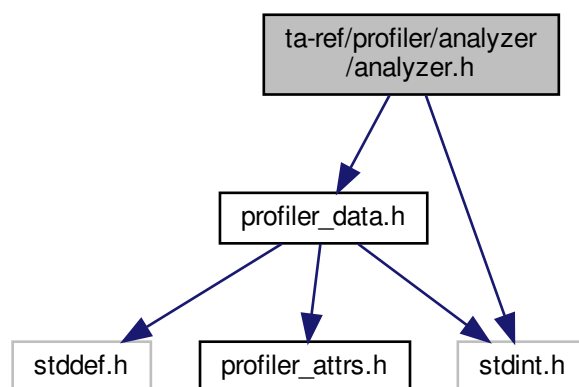 ta-ref/profiler/analyzer
/analyzer.h
profiler_data.h
stddef.h
profiler_attrs.h
stdint.h